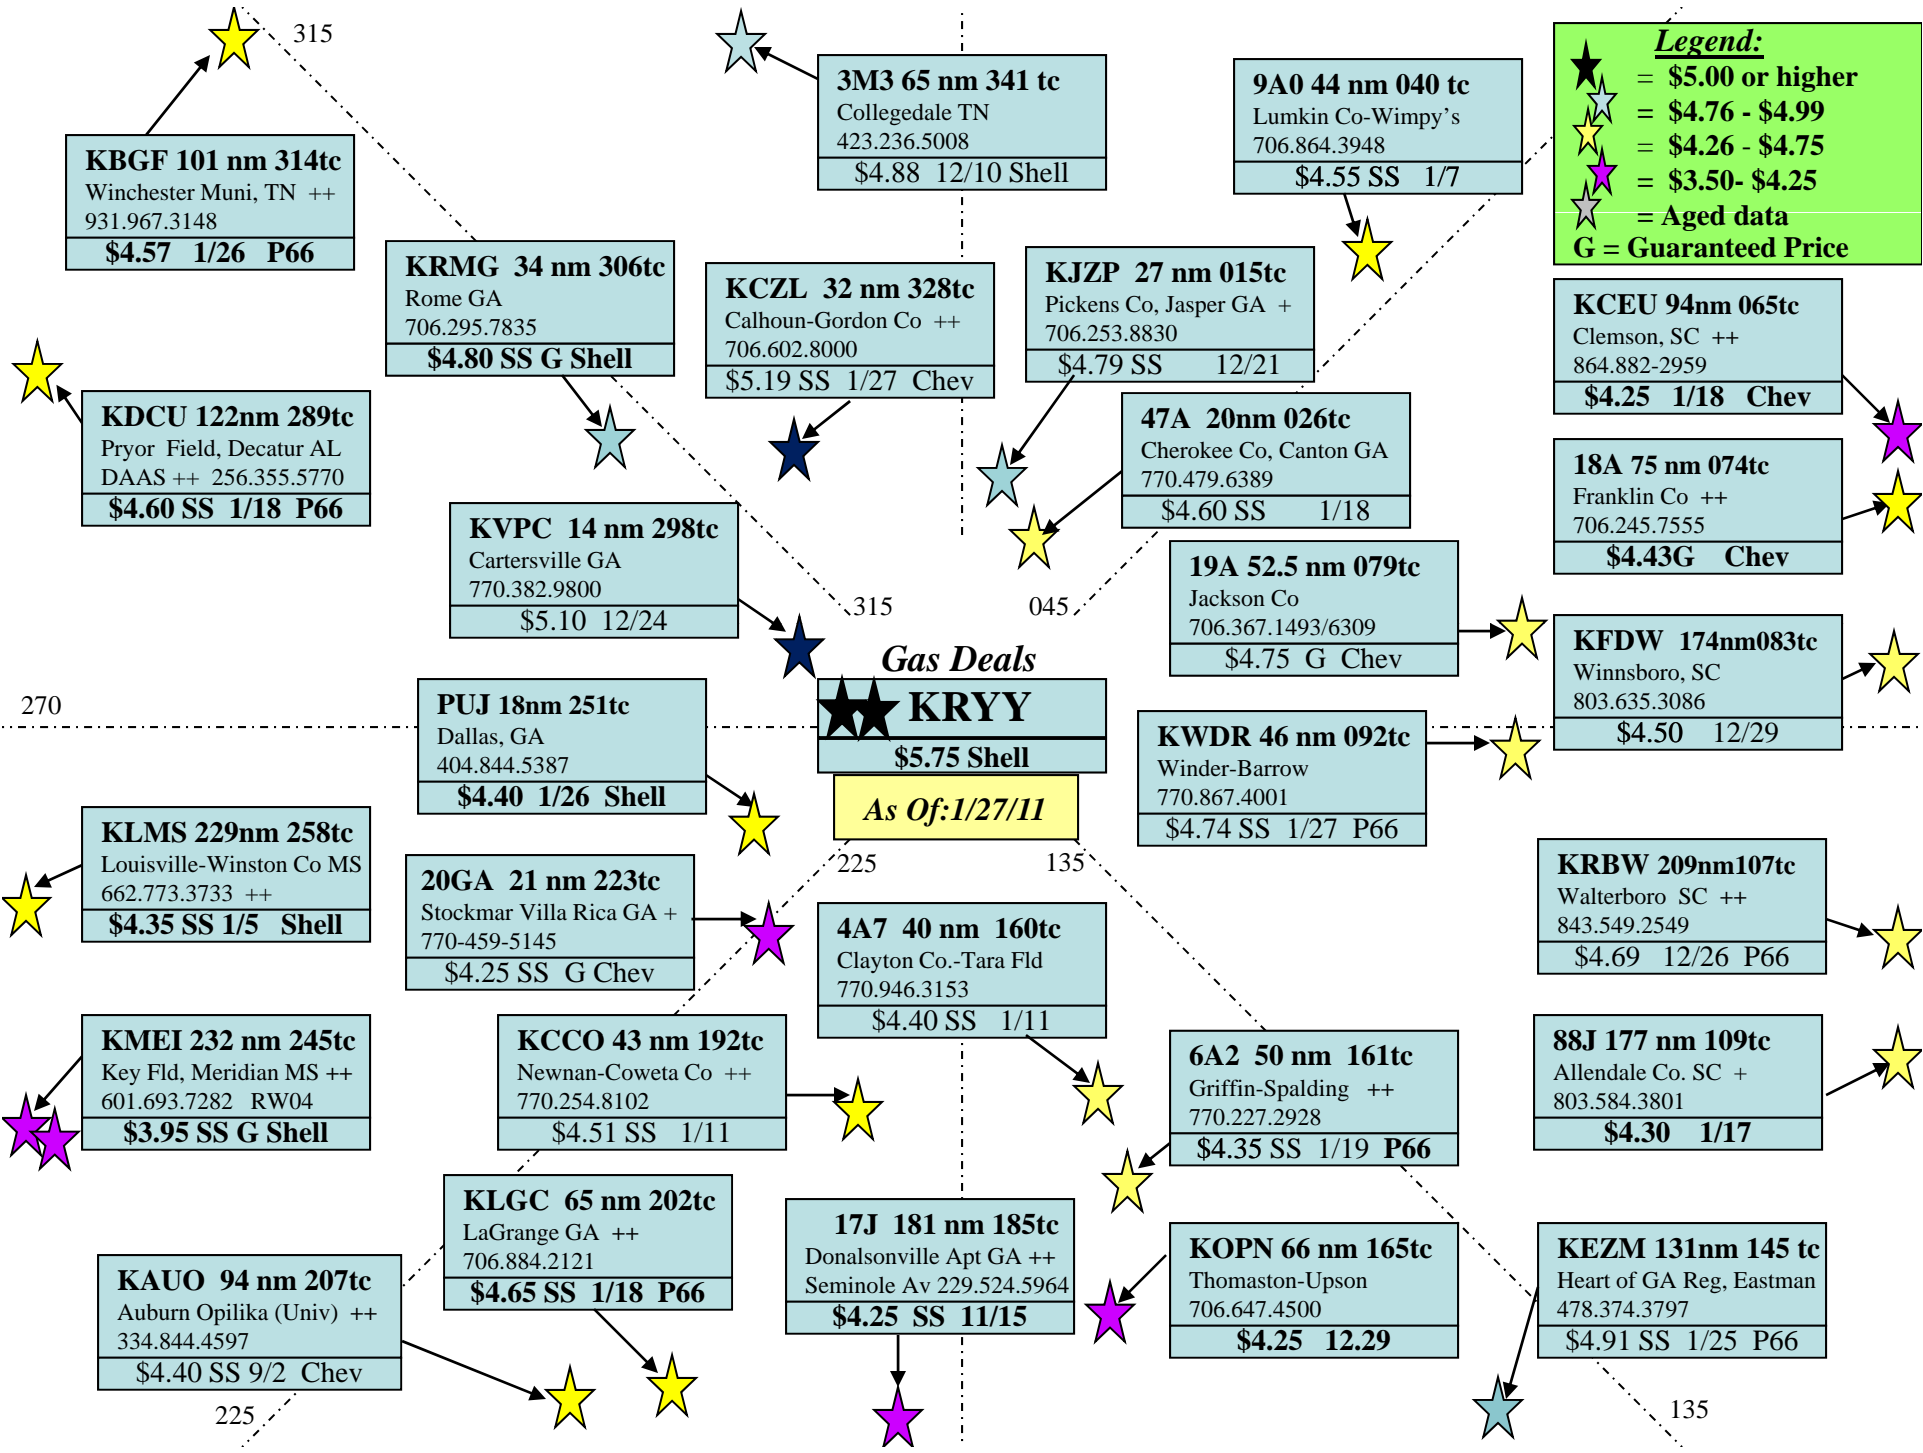 315
3M3 65 nm 341 tc
Collegedale TN
423.236.5008
$4.88 12/10 Shell
9A0 44 nm 040 tc
Lumkin Co-Wimpy’s
706.864.3948
$4.55 SS 1/7
Legend:
= $5.00 or higher
= $4.76 - $4.99
= $4.26 - $4.75
= $3.50- $4.25
= Aged data
G = Guaranteed Price
KBGF 101 nm 314tc
Winchester Muni, TN ++
931.967.3148
$4.57 1/26 P66
KRMG 34 nm 306tc
Rome GA
706.295.7835
$4.80 SS G Shell
KCZL 32 nm 328tc
Calhoun-Gordon Co ++
706.602.8000
$5.19 SS 1/27 Chev
KJZP 27 nm 015tc
Pickens Co, Jasper GA +
706.253.8830
$4.79 SS 12/21
KCEU 94nm 065tc
Clemson, SC ++
864.882-2959
$4.25 1/18 Chev
KDCU 122nm 289tc
Pryor Field, Decatur AL
DAAS ++ 256.355.5770
$4.60 SS 1/18 P66
47A 20nm 026tc
Cherokee Co, Canton GA
770.479.6389
$4.60 SS 1/18
18A 75 nm 074tc
Franklin Co ++
706.245.7555
$4.43G Chev
KVPC 14 nm 298tc
Cartersville GA
770.382.9800
$5.10 12/24
315
045
19A 52.5 nm 079tc
Jackson Co
706.367.1493/6309
$4.75 G Chev
KFDW 174nm083tc
Winnsboro, SC
803.635.3086
$4.50 12/29
Gas Deals
KRYY
$5.75 Shell
As Of:1/27/11
270
PUJ 18nm 251tc
Dallas, GA
404.844.5387
$4.40 1/26 Shell
KWDR 46 nm 092tc
Winder-Barrow
770.867.4001
$4.74 SS 1/27 P66
225
135
KLMS 229nm 258tc
Louisville-Winston Co MS
662.773.3733 ++
$4.35 SS 1/5 Shell
20GA 21 nm 223tc
Stockmar Villa Rica GA +
770-459-5145
$4.25 SS G Chev
4A7 40 nm 160tc
Clayton Co.-Tara Fld
770.946.3153
$4.40 SS 1/11
KRBW 209nm107tc
Walterboro SC ++
843.549.2549
$4.69 12/26 P66
KMEI 232 nm 245tc
Key Fld, Meridian MS ++
601.693.7282 RW04
$3.95 SS G Shell
KCCO 43 nm 192tc
Newnan-Coweta Co ++
770.254.8102
$4.51 SS 1/11
6A2 50 nm 161tc
Griffin-Spalding ++
770.227.2928
$4.35 SS 1/19 P66
88J 177 nm 109tc
Allendale Co. SC +
803.584.3801
$4.30 1/17
KLGC 65 nm 202tc
LaGrange GA ++
706.884.2121
$4.65 SS 1/18 P66
17J 181 nm 185tc
Donalsonville Apt GA ++
Seminole Av 229.524.5964
$4.25 SS 11/15
KOPN 66 nm 165tc
Thomaston-Upson
706.647.4500
$4.25 12.29
KEZM 131nm 145 tc
Heart of GA Reg, Eastman
478.374.3797
$4.91 SS 1/25 P66
KAUO 94 nm 207tc
Auburn Opilika (Univ) ++
334.844.4597
$4.40 SS 9/2 Chev
225
135